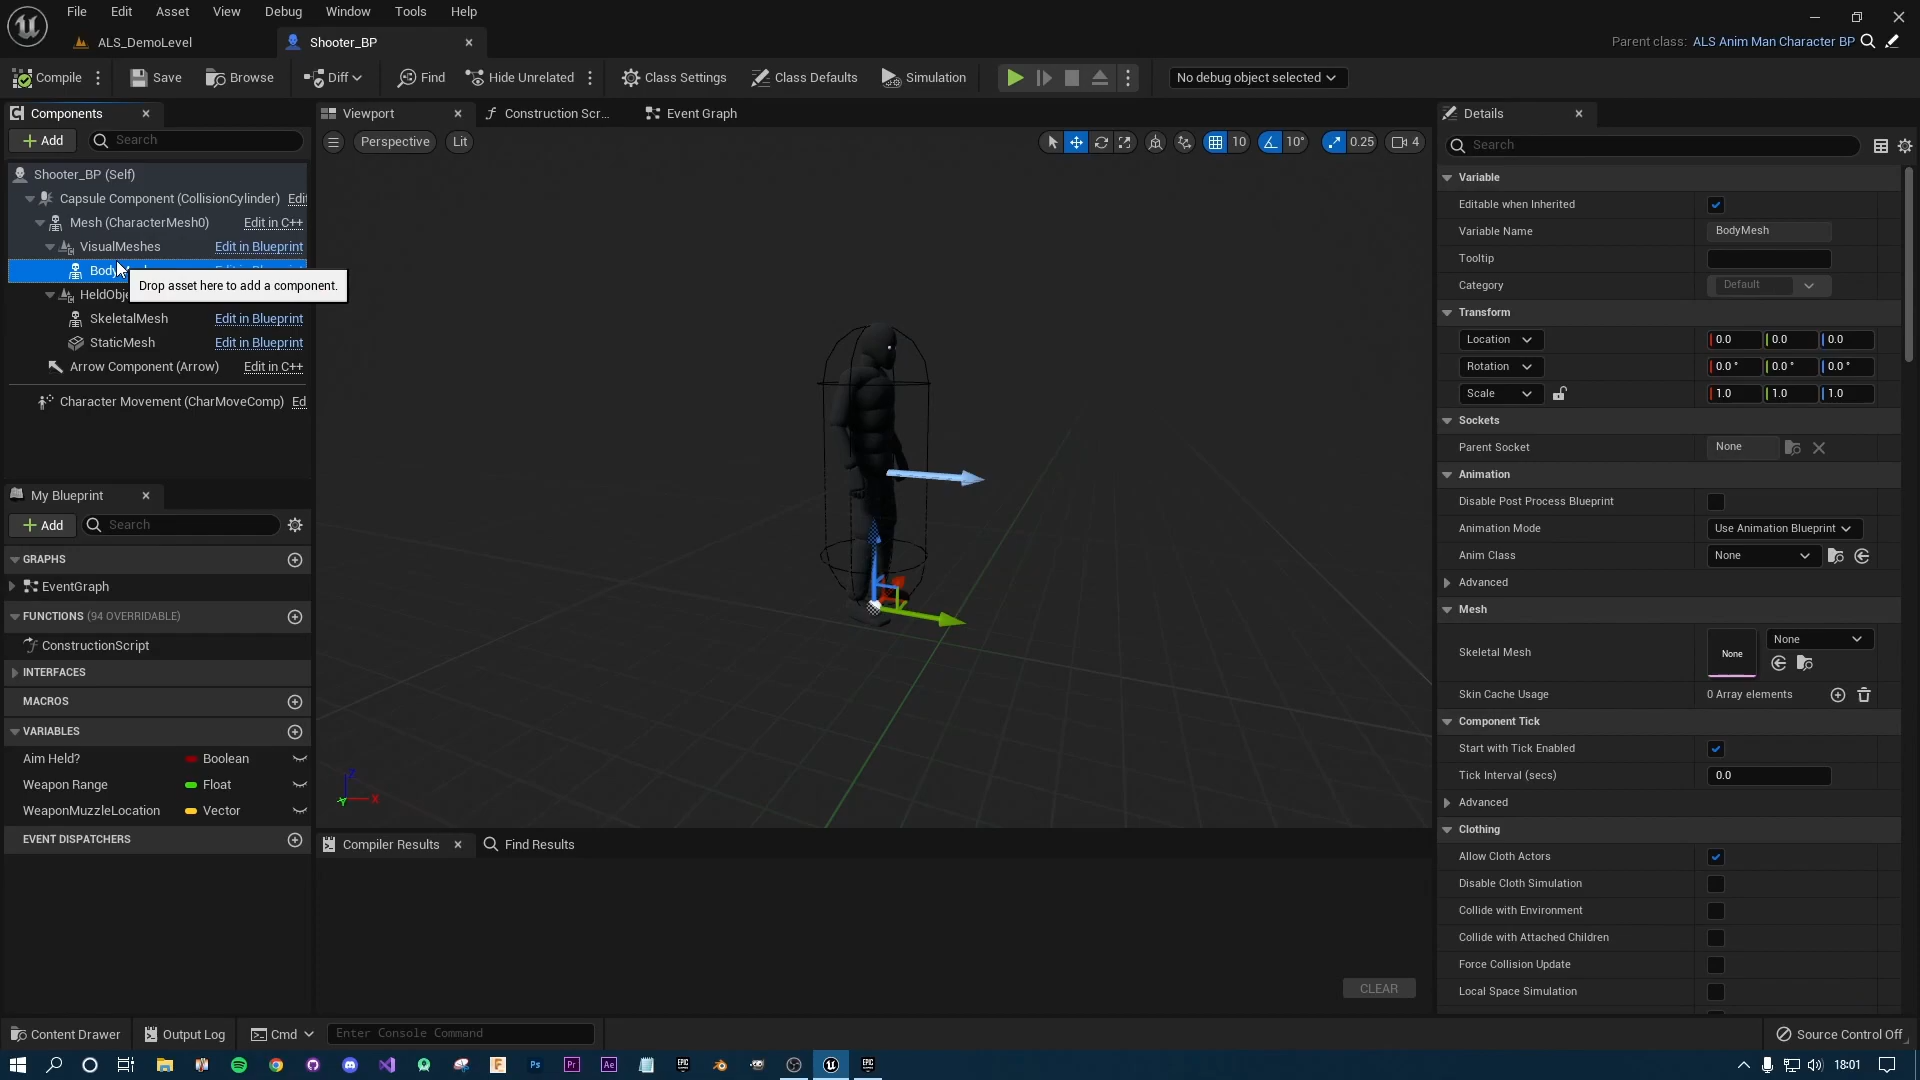 File Edit Asset View Debug Window Tools Help
ALS_DemoLevel
Shooter_BP
Parent class: ALS Anim Man Character BP
Compile
Save
Browse
Diff
Find
Hide Unrelated
Class Settings
Class Defaults
Simulation
No debug object selected
Components
Add
Search
Shooter_BP (Self)
Capsule Component (CollisionCylinder) Edit
Mesh (CharacterMesh0) Edit in C++
VisualMeshes Edit in Blueprint
Body
Drop asset here to add a component.
HeldObje
SkeletalMesh Edit in Blueprint
StaticMesh Edit in Blueprint
Arrow Component (Arrow) Edit in C++
Character Movement (CharMoveComp) Ed
My Blueprint
Add
Search
GRAPHS
EventGraph
FUNCTIONS (94 OVERRIDABLE)
ConstructionScript
INTERFACES
MACROS
VARIABLES
Aim Held? Boolean
Weapon Range Float
WeaponMuzzleLocation Vector
EVENT DISPATCHERS
Viewport
Construction Scr...
Event Graph
Perspective
Lit
10
10°
0.25
4
Z
X
Y
Compiler Results
Find Results
CLEAR
Details
Search
Variable
Editable when Inherited
Variable Name BodyMesh
Tooltip
Category Default
Transform
Location 0.0 0.0 0.0
Rotation 0.0 ° 0.0 ° 0.0 °
Scale 1.0 1.0 1.0
Sockets
Parent Socket None
Animation
Disable Post Process Blueprint
Animation Mode Use Animation Blueprint
Anim Class None
Advanced
Mesh
Skeletal Mesh None None
Skin Cache Usage 0 Array elements
Component Tick
Start with Tick Enabled
Tick Interval (secs) 0.0
Advanced
Clothing
Allow Cloth Actors
Disable Cloth Simulation
Collide with Environment
Collide with Attached Children
Force Collision Update
Local Space Simulation
Content Drawer
Output Log
Cmd
Enter Console Command
Source Control Off
Ps
Pr
Ae
EPIC
EPIC
18:01